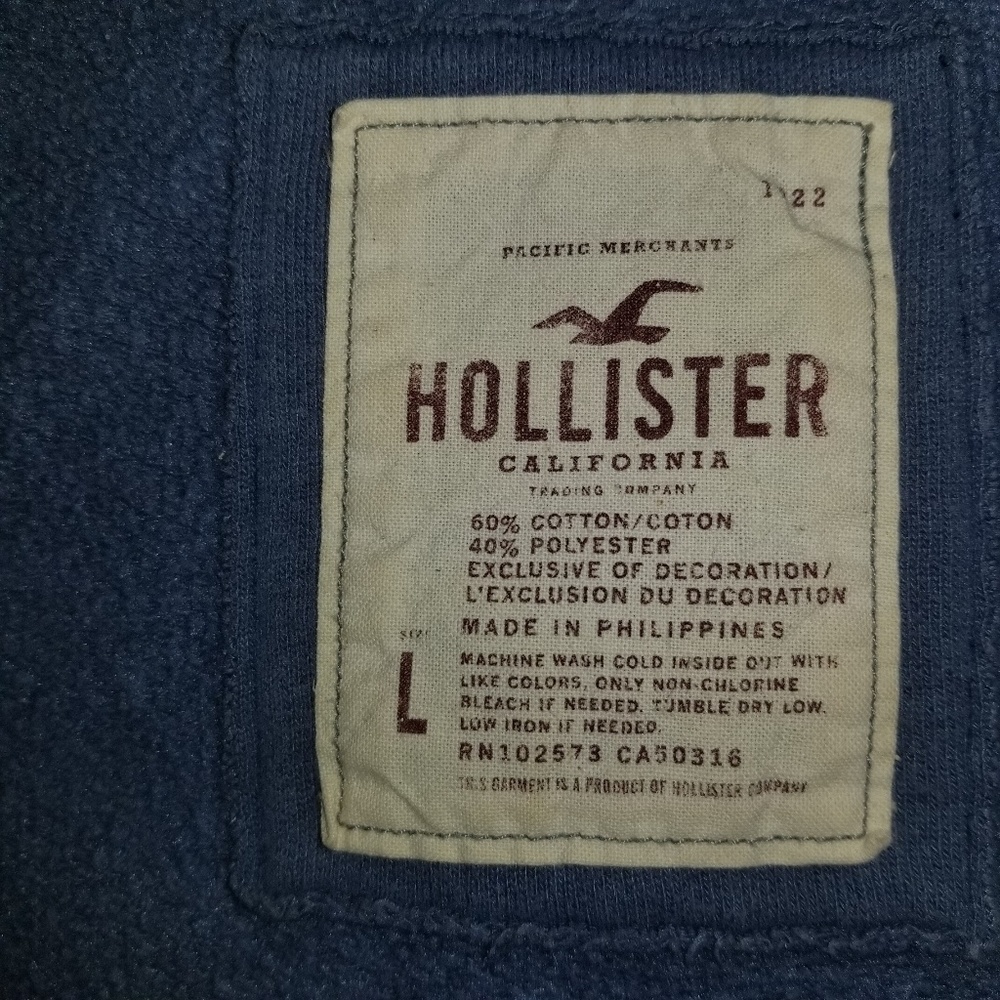 1922
PACIFIC MERCHANTS
HOLLISTER
CALIFORNIA
TRADING COMPANY
60% COTTON/COTON
40% POLYESTER
EXCLUSIVE OF DECORATION/
L'EXCLUSION DU DECORATION
MADE IN PHILIPPINES
SIZE
L
MACHINE WASH COLD INSIDE OUT WITH
LIKE COLORS, ONLY NON-CHLORINE
BLEACH IF NEEDED. TUMBLE DRY LOW.
LOW IRON IF NEEDED.
RN102573 CA50316
THIS GARMENT IS A PRODUCT OF HOLLISTER COMPANY